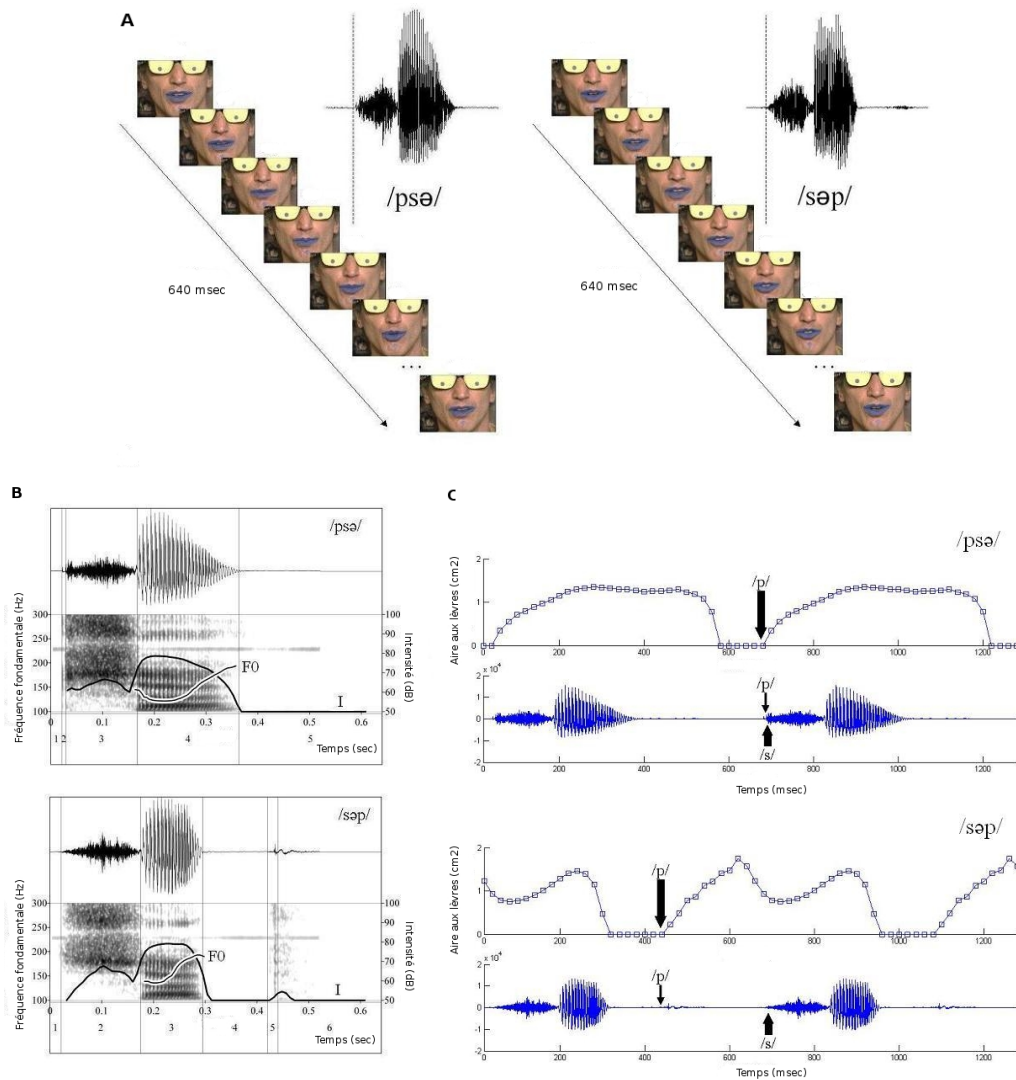 A
/psə/
640 msec
...
/səp/
640 msec
...
B
/psə/
Fréquence fondamentale (Hz)
300
250
200
150
100
100
90
80
70
60
50
Intensité (dB)
F0
I
0 0.1 0.2 0.3 0.4 0.5 0.6
1 2 3 4 5
Temps (sec)
/səp/
Fréquence fondamentale (Hz)
300
250
200
150
100
100
90
80
70
60
50
Intensité (dB)
F0
I
0 0.1 0.2 0.3 0.4 0.5 0.6
1 2 3 4 5 6
Temps (sec)
C
/psə/
Aire aux lèvres (cm2)
2
1
0
/p/
0 200 400 600 800 1000 1200
x 10⁴
2
1
0
-1
-2
/p/
/s/
0 200 400 600 800 1000 1200
Temps (msec)
/səp/
Aire aux lèvres (cm2)
2
1
0
/p/
0 200 400 600 800 1000 1200
x 10⁴
2
0
-2
/p/
/s/
0 200 400 600 800 1000 1200
Temps (msec)